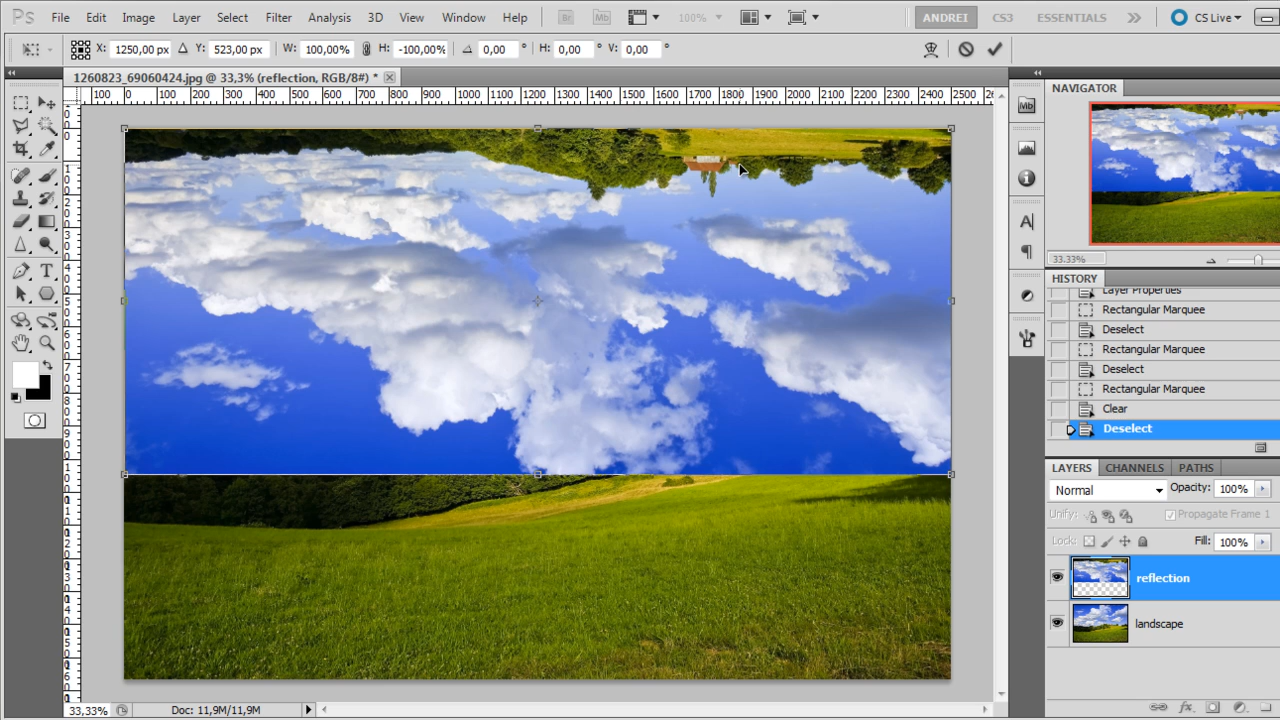 Ps File Edit Image Layer Select Filter Analysis 3D View Window Help Br Mb 100% ANDREI CS3 ESSENTIALS CS Live
X: 1250,00 px Y: 523,00 px W: 100,00% H: -100,00% 0,00 ° H: 0,00 ° V: 0,00 °
1260823_69060424.jpg @ 33,3% (reflection, RGB/8#) *
100 0 100 200 300 400 500 600 700 800 900 1000 1100 1200 1300 1400 1500 1600 1700 1800 1900 2000 2100 2200 2300 2400 2500
NAVIGATOR
33.33%
HISTORY
Layer Properties
Rectangular Marquee
Deselect
Rectangular Marquee
Deselect
Rectangular Marquee
Clear
Deselect
LAYERS CHANNELS PATHS
Normal Opacity: 100%
Unify: Propagate Frame 1
Lock: Fill: 100%
reflection
landscape
33,33% Doc: 11,9M/11,9M